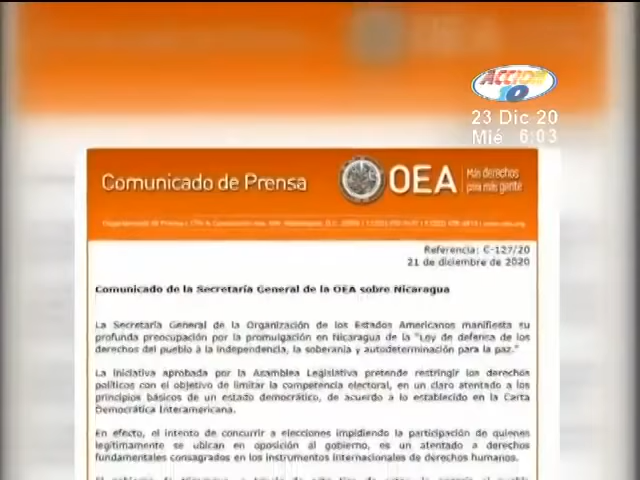 ACCION
10
23 Dic 20
Mié 6:03
Comunicado de Prensa
OEA
Más derechos
para más gente
Referencia: C-127/20
21 de diciembre de 2020
Comunicado de la Secretaría General de la OEA sobre Nicaragua
La Secretaría General de la Organización de los Estados Americanos manifiesta su
profunda preocupación por la promulgación en Nicaragua de la "Ley de defensa de los
derechos del pueblo a la independencia, la soberanía y autodeterminación para la paz."
La iniciativa aprobada por la Asamblea Legislativa pretende restringir los derechos
políticos con el objetivo de limitar la competencia electoral, en un claro atentado a los
principios básicos de un estado democrático, de acuerdo a lo establecido en la Carta
Democrática Interamericana.
En efecto, el intento de concurrir a elecciones impidiendo la participación de quienes
legítimamente se ubican en oposición al gobierno, es un atentado a derechos
fundamentales consagrados en los instrumentos internacionales de derechos humanos.